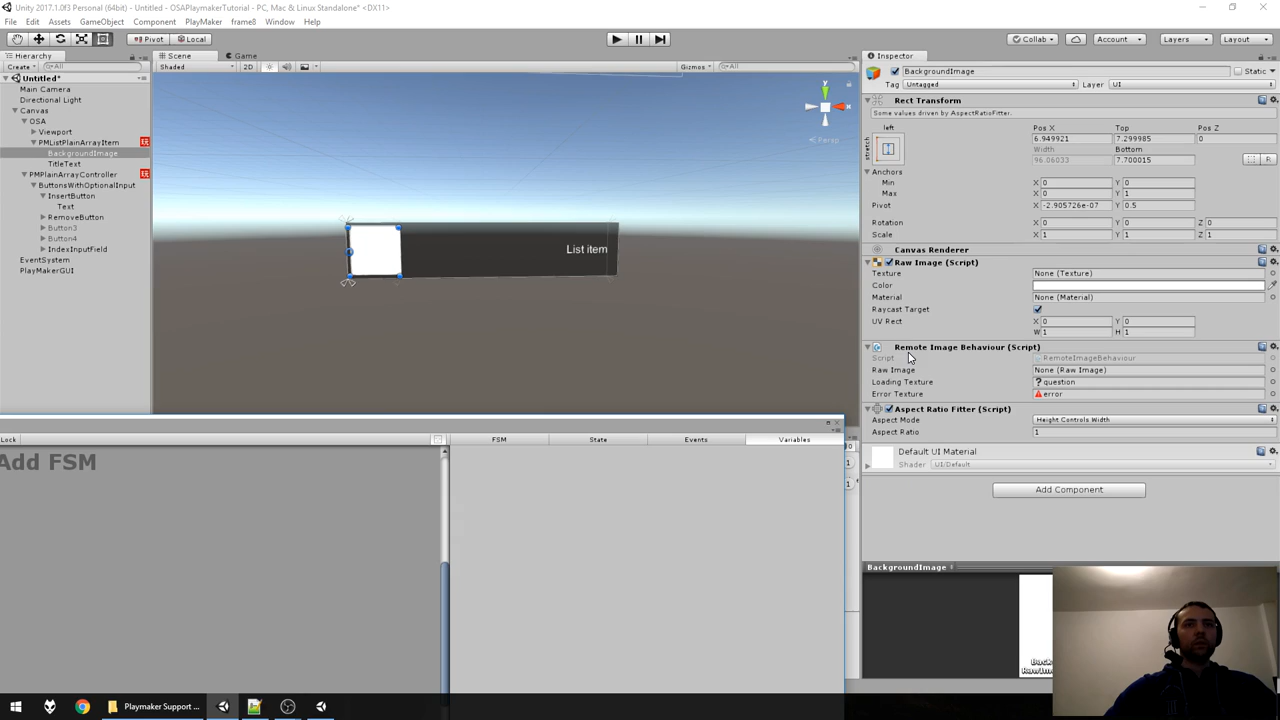 Unity 2017.1.0f3 Personal (64bit) - Untitled* - OSAPlaymakerTutorial - PC, Mac & Linux Standalone* <DX11>
File Edit Assets GameObject Component PlayMaker frame8 Window Help
Pivot Local Collab Account Layers Layout
Hierarchy Scene Game Inspector
Create All Shaded 2D Gizmos All
BackgroundImage Static
Tag Untagged Layer UI
Untitled*
Main Camera
Directional Light
Canvas
OSA
Viewport
PMListPlainArrayItem
BackgroundImage
TitleText
PMPlainArrayController
ButtonsWithOptionalInput
InsertButton
Text
RemoveButton
Button3
Button4
IndexInputField
EventSystem
PlayMakerGUI
y
x
Persp
List item
Rect Transform
Some values driven by AspectRatioFitter.
left
stretch
Pos X Top Pos Z
6.949921 7.299985 0
Width Bottom
96.06033 7.700015 R
Anchors
Min X 0 Y 0
Max X 0 Y 1
Pivot X -2.905726e-07 Y 0.5
Rotation X 0 Y 0 Z 0
Scale X 1 Y 1 Z 1
Canvas Renderer
Raw Image (Script)
Texture None (Texture)
Color
Material None (Material)
Raycast Target
UV Rect X 0 Y 0
W 1 H 1
Remote Image Behaviour (Script)
Script RemoteImageBehaviour
Raw Image None (Raw Image)
Loading Texture question
Error Texture error
Aspect Ratio Fitter (Script)
Aspect Mode Height Controls Width
Aspect Ratio 1
Default UI Material
Shader UI/Default
Add Component
BackgroundImage
Lock FSM State Events Variables
Add FSM
Playmaker Support ...